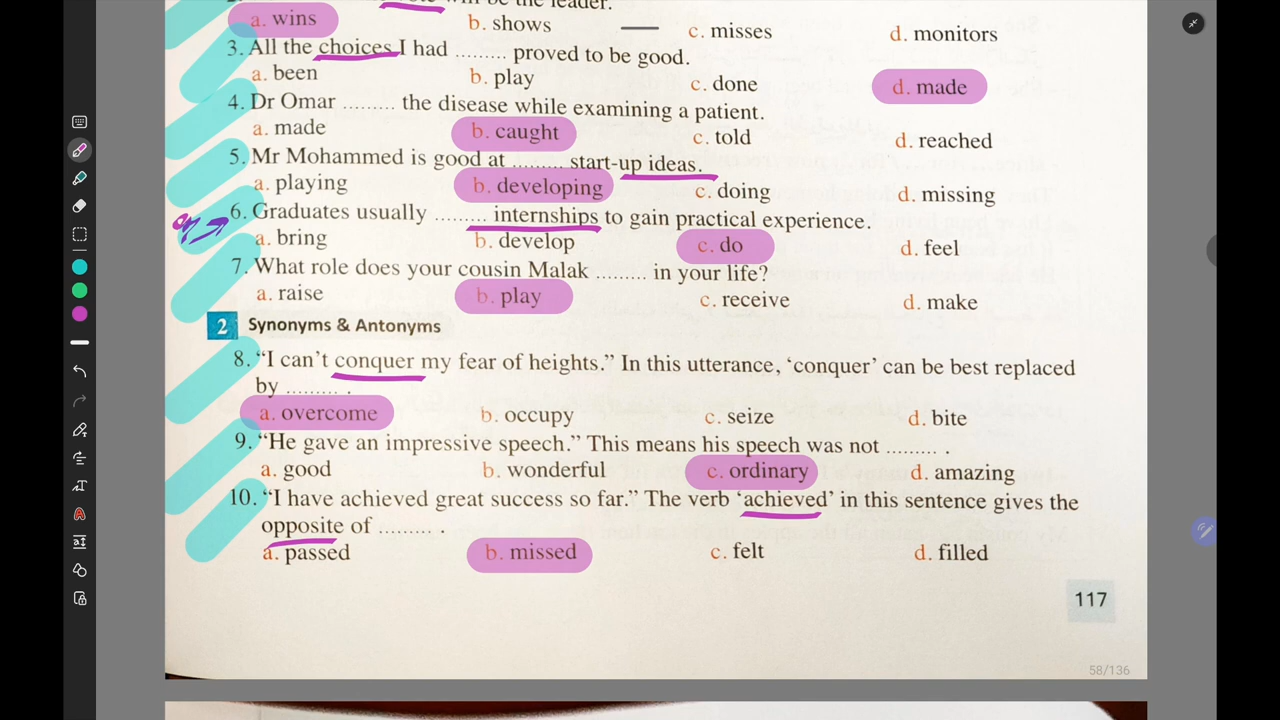 will be the leader.
a. wins b. shows c. misses d. monitors
3. All the choices I had ......... proved to be good.
a. been b. play c. done d. made
4. Dr Omar ......... the disease while examining a patient.
a. made b. caught c. told d. reached
5. Mr Mohammed is good at ......... start-up ideas.
a. playing b. developing c. doing d. missing
6. Graduates usually ......... internships to gain practical experience.
a. bring b. develop c. do d. feel
7. What role does your cousin Malak ......... in your life?
a. raise b. play c. receive d. make
2 Synonyms & Antonyms
8. “I can’t conquer my fear of heights.” In this utterance, ‘conquer’ can be best replaced
by ......... .
a. overcome b. occupy c. seize d. bite
9. “He gave an impressive speech.” This means his speech was not ......... .
a. good b. wonderful c. ordinary d. amazing
10. “I have achieved great success so far.” The verb ‘achieved’ in this sentence gives the
opposite of ......... .
a. passed b. missed c. felt d. filled
117
58/136